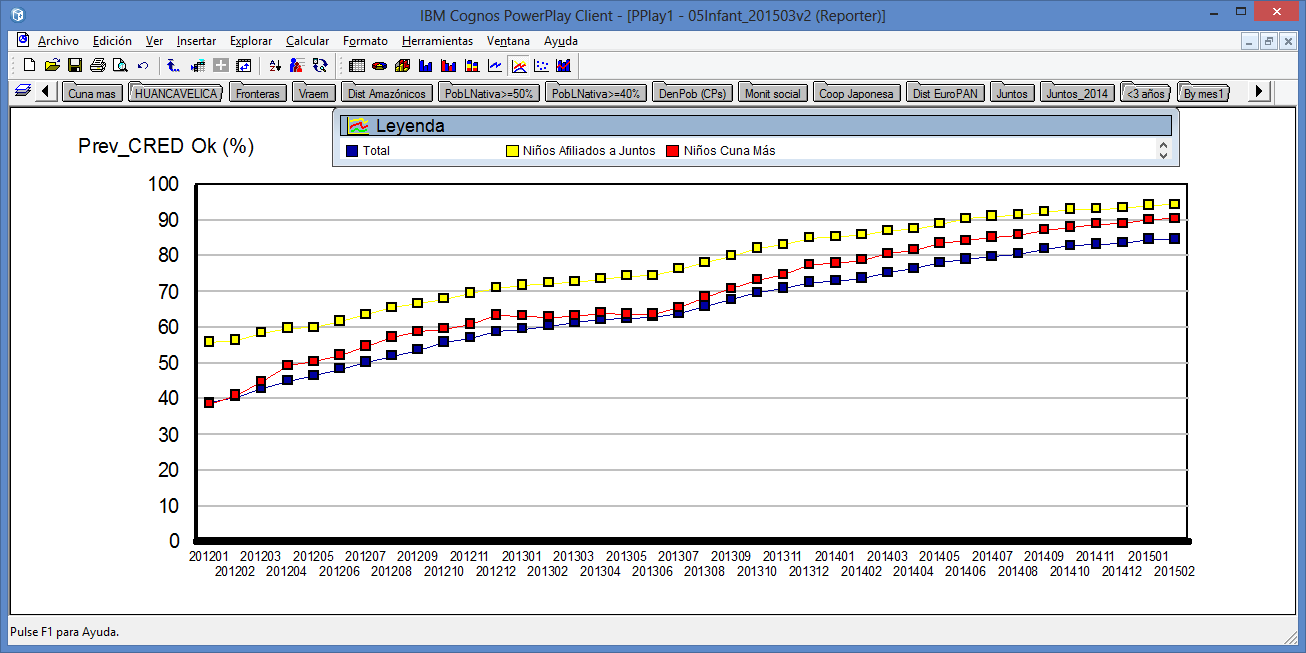 IBM Cognos PowerPlay Client - [PPlay1 - 05Infant_201503v2 (Reporter)]
Archivo Edición Ver Insertar Explorar Calcular Formato Herramientas Ventana Ayuda
Cuna mas HUANCAVELICA Fronteras Vraem Dist Amazónicos PobLNativa>=50% PobLNativa>=40% DenPob (CPs) Monit social Coop Japonesa Dist EuroPAN Juntos Juntos_2014 <3 años By mes1
Leyenda
Prev_CRED Ok (%)
Total Niños Afiliados a Juntos Niños Cuna Más
100
90
80
70
60
50
40
30
20
10
0
201201 201203 201205 201207 201209 201211 201301 201303 201305 201307 201309 201311 201401 201403 201405 201407 201409 201411 201501
201202 201204 201206 201208 201210 201212 201302 201304 201306 201308 201310 201312 201402 201404 201406 201408 201410 201412 201502
Pulse F1 para Ayuda.